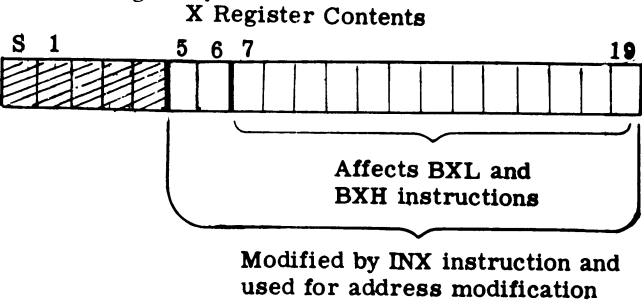 X Register Contents
S 1 5 6 7 19
Affects BXL and
BXH instructions
Modified by INX instruction and
used for address modification